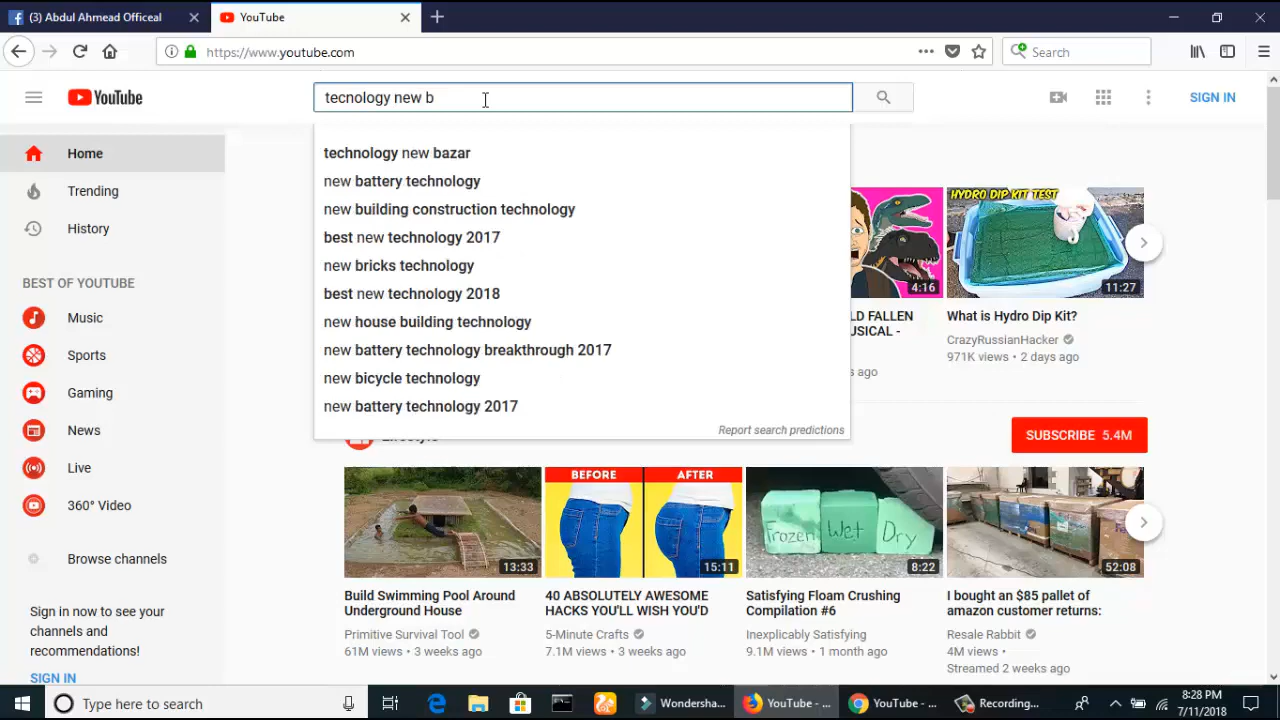 (3) Abdul Ahmead Officeal
YouTube
https://www.youtube.com
Search
YouTube
tecnology new b
SIGN IN
Home
Trending
History
BEST OF YOUTUBE
Music
Sports
Gaming
News
Live
360° Video
Browse channels
Sign in now to see your
channels and
recommendations!
SIGN IN
technology new bazar
new battery technology
new building construction technology
best new technology 2017
new bricks technology
best new technology 2018
new house building technology
new battery technology breakthrough 2017
new bicycle technology
new battery technology 2017
Report search predictions
4:16
HYDRO DIP KIT TEST
11:27
LD FALLEN
USICAL -
s ago
What is Hydro Dip Kit?
CrazyRussianHacker
971K views • 2 days ago
SUBSCRIBE 5.4M
13:33
Build Swimming Pool Around
Underground House
Primitive Survival Tool
61M views • 3 weeks ago
BEFORE AFTER
15:11
40 ABSOLUTELY AWESOME
HACKS YOU'LL WISH YOU'D
5-Minute Crafts
7.1M views • 3 weeks ago
Frozen Wet Dry
8:22
Satisfying Floam Crushing
Compilation #6
Inexplicably Satisfying
9.1M views • 1 month ago
52:08
I bought an $85 pallet of
amazon customer returns:
Resale Rabbit
4M views •
Streamed 2 weeks ago
Type here to search
Wondersha...
YouTube - ...
YouTube - ...
Recording...
8:28 PM
7/11/2018